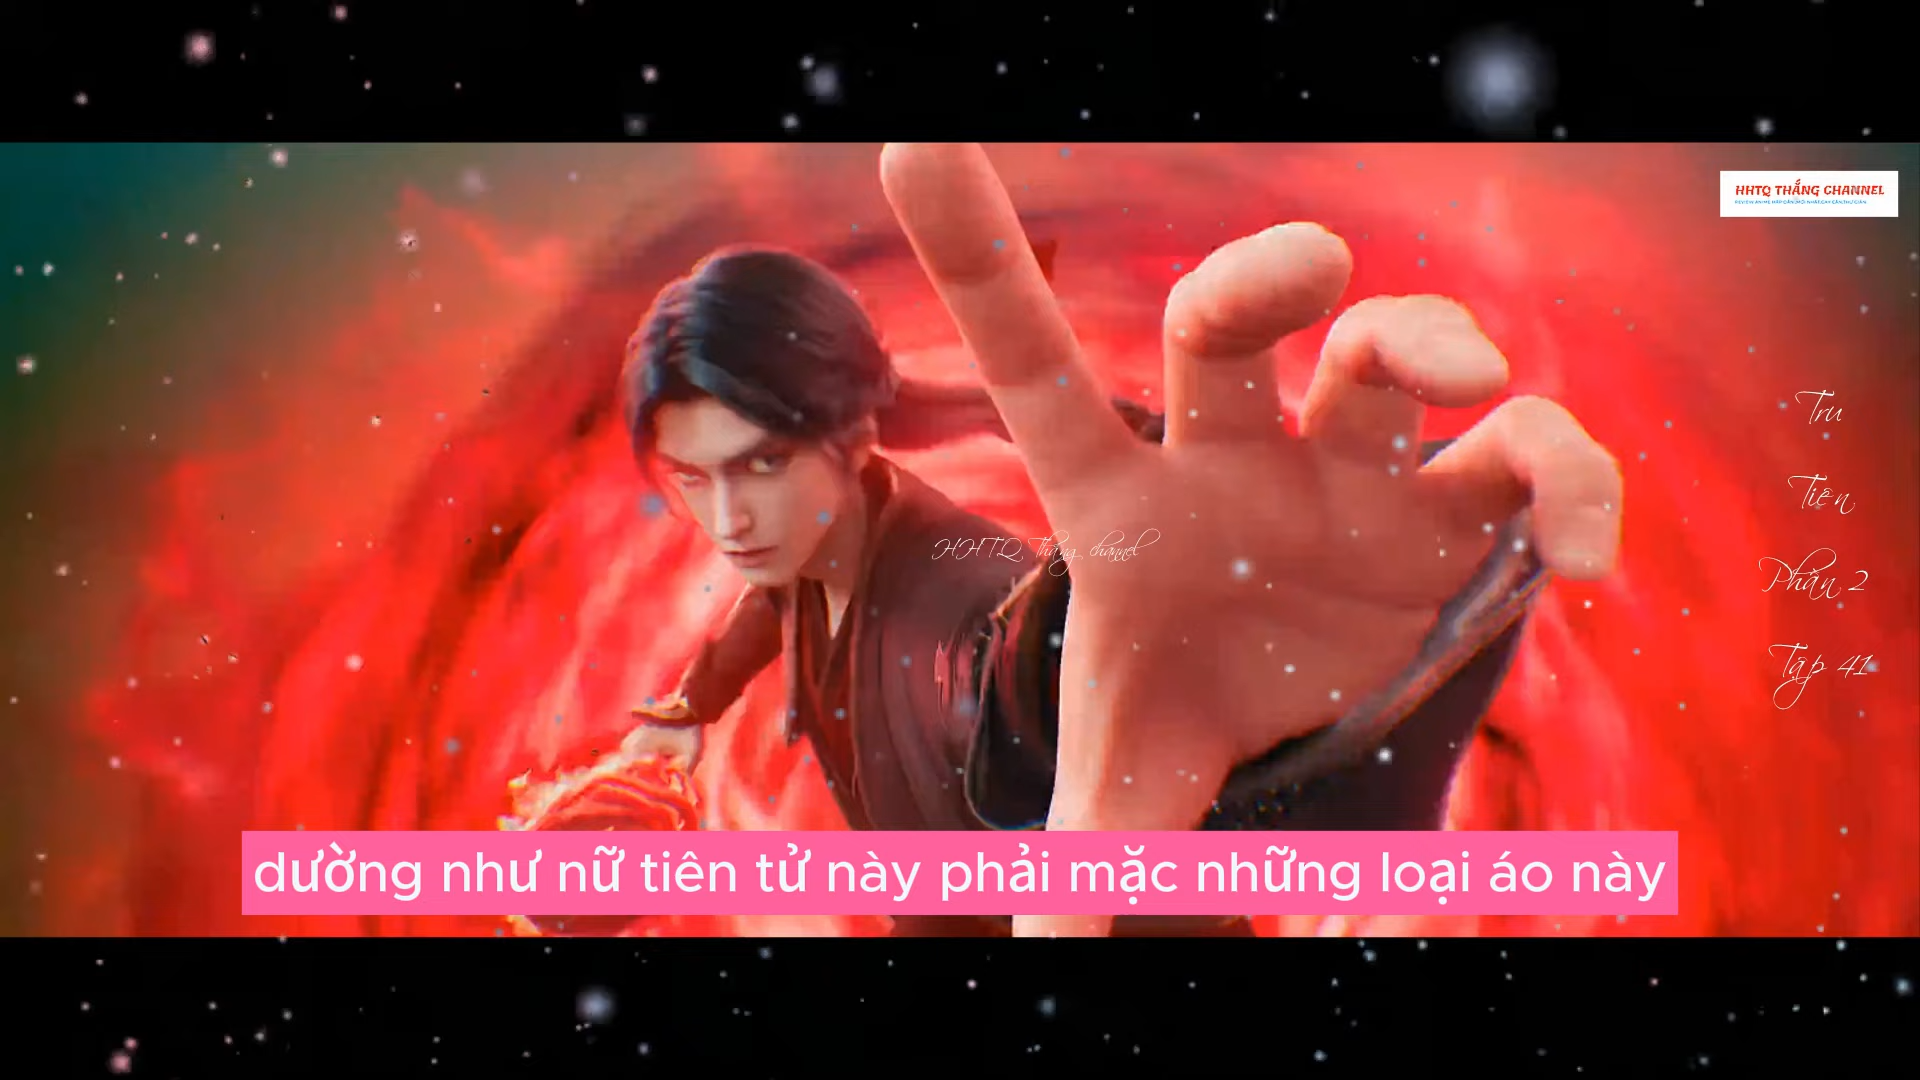 HHTQ THẮNG CHANNEL
Tru
Tiên
Phần 2
Tập 41
HHTQ Thắng channel
dường như nữ tiên tử này phải mặc những loại áo này